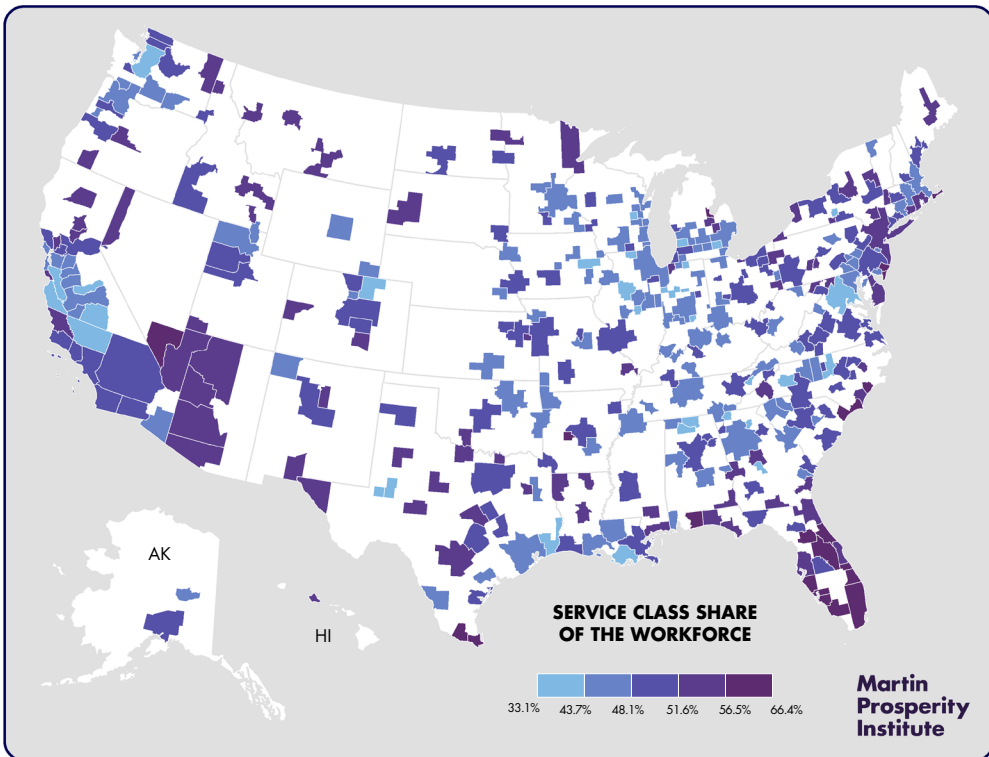 AK
HI
SERVICE CLASS SHARE
OF THE WORKFORCE
33.1% 43.7% 48.1% 51.6% 56.5% 66.4%
Martin
Prosperity
Institute